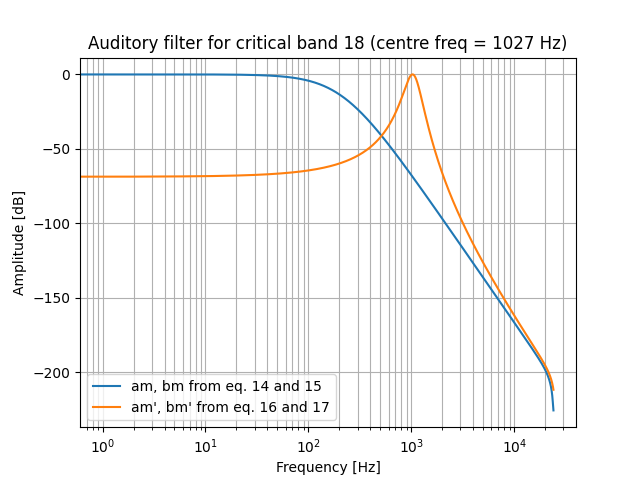 Auditory filter for critical band 18 (centre freq = 1027 Hz)
Amplitude [dB]
0
−50
−100
−150
−200
am, bm from eq. 14 and 15
am', bm' from eq. 16 and 17
10⁰ 10¹ 10² 10³ 10⁴
Frequency [Hz]